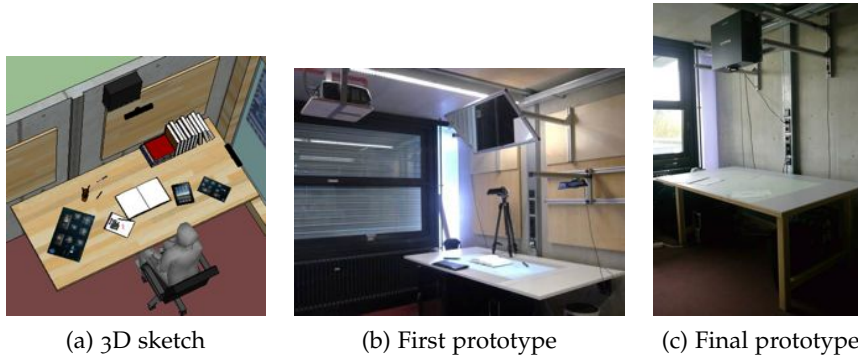 (a) 3D sketch
(b) First prototype
(c) Final prototype